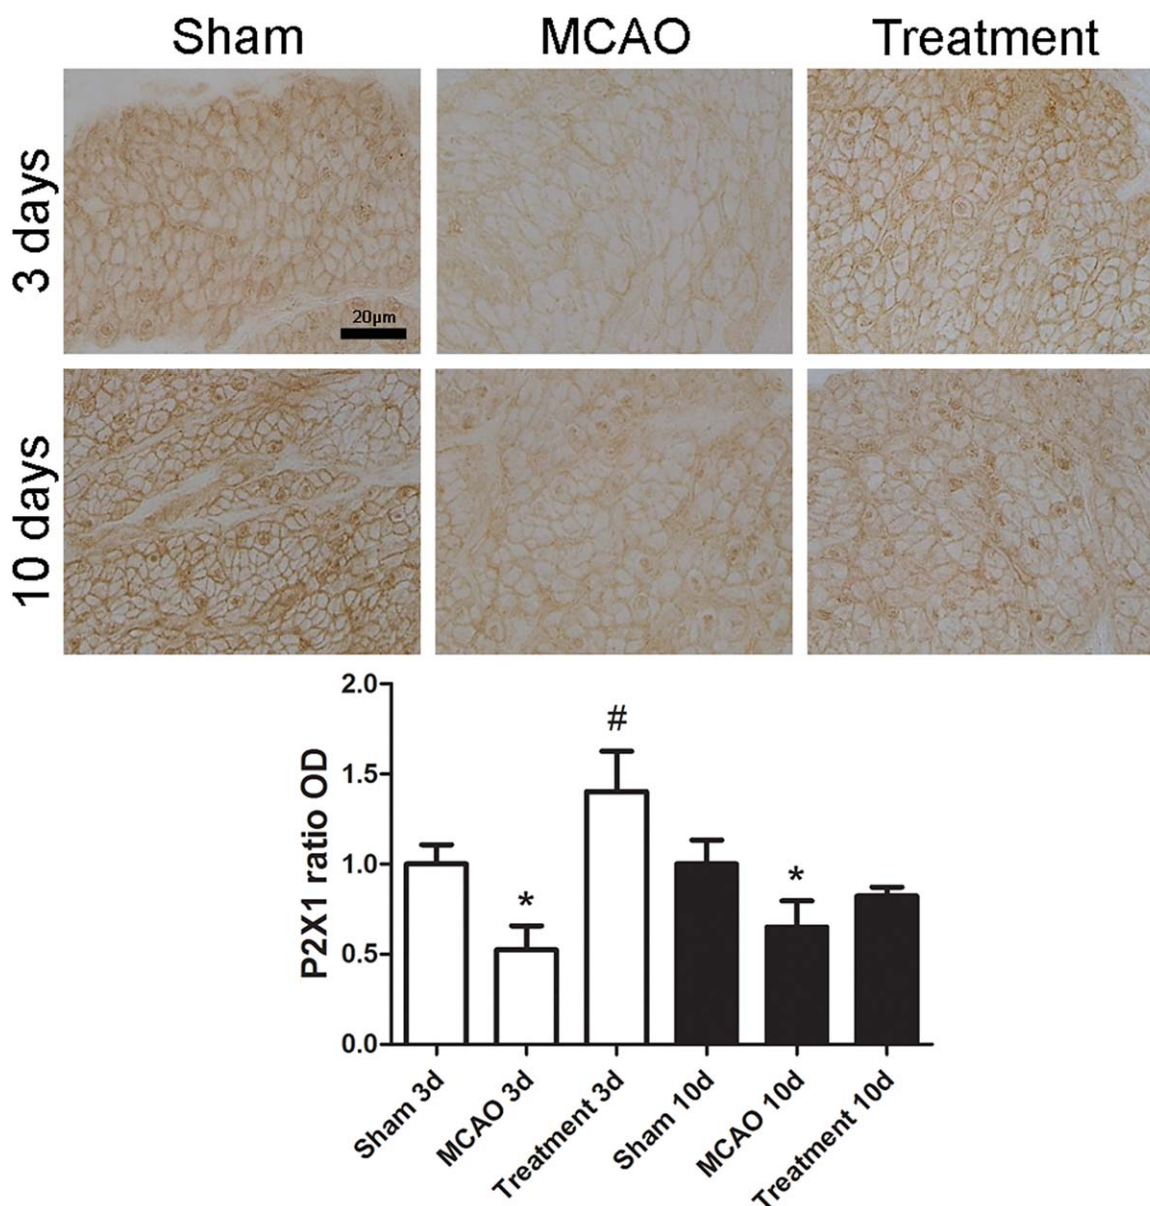 Sham MCAO Treatment
3 days
20µm
10 days
P2X1 ratio OD
2.0
1.5
1.0
0.5
0.0
#
*
*
Sham 3d
MCAO 3d
Treatment 3d
Sham 10d
MCAO 10d
Treatment 10d